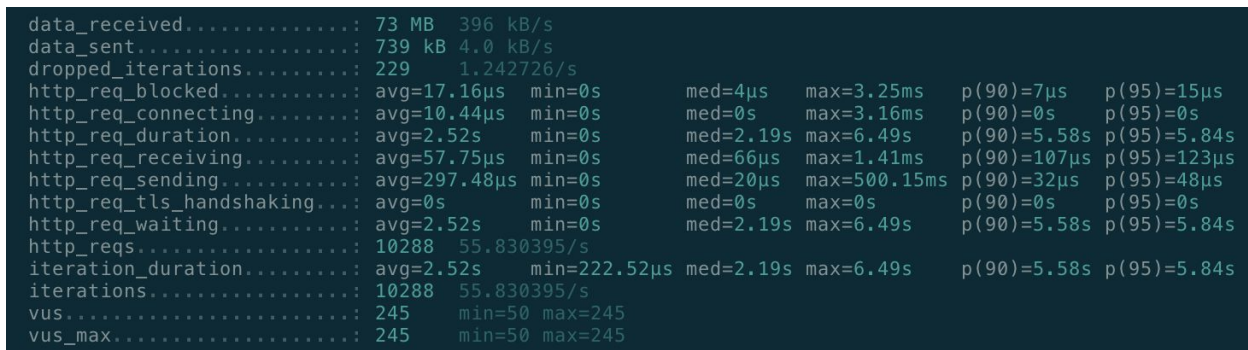 data_received..............: 73 MB 396 kB/s
data_sent..................: 739 kB 4.0 kB/s
dropped_iterations.........: 229 1.242726/s
http_req_blocked...........: avg=17.16µs min=0s med=4µs max=3.25ms p(90)=7µs p(95)=15µs
http_req_connecting........: avg=10.44µs min=0s med=0s max=3.16ms p(90)=0s p(95)=0s
http_req_duration..........: avg=2.52s min=0s med=2.19s max=6.49s p(90)=5.58s p(95)=5.84s
http_req_receiving.........: avg=57.75µs min=0s med=66µs max=1.41ms p(90)=107µs p(95)=123µs
http_req_sending...........: avg=297.48µs min=0s med=20µs max=500.15ms p(90)=32µs p(95)=48µs
http_req_tls_handshaking...: avg=0s min=0s med=0s max=0s p(90)=0s p(95)=0s
http_req_waiting...........: avg=2.52s min=0s med=2.19s max=6.49s p(90)=5.58s p(95)=5.84s
http_reqs..................: 10288 55.830395/s
iteration_duration.........: avg=2.52s min=222.52µs med=2.19s max=6.49s p(90)=5.58s p(95)=5.84s
iterations.................: 10288 55.830395/s
vus........................: 245 min=50 max=245
vus_max....................: 245 min=50 max=245